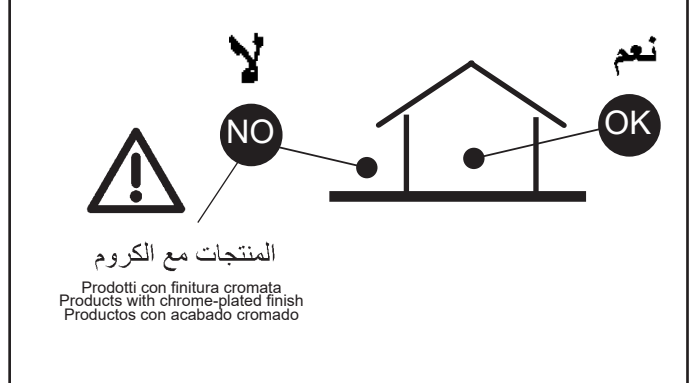 لا
نعم
NO
OK
المنتجات مع الكروم
Prodotti con finitura cromata
Products with chrome-plated finish
Productos con acabado cromado